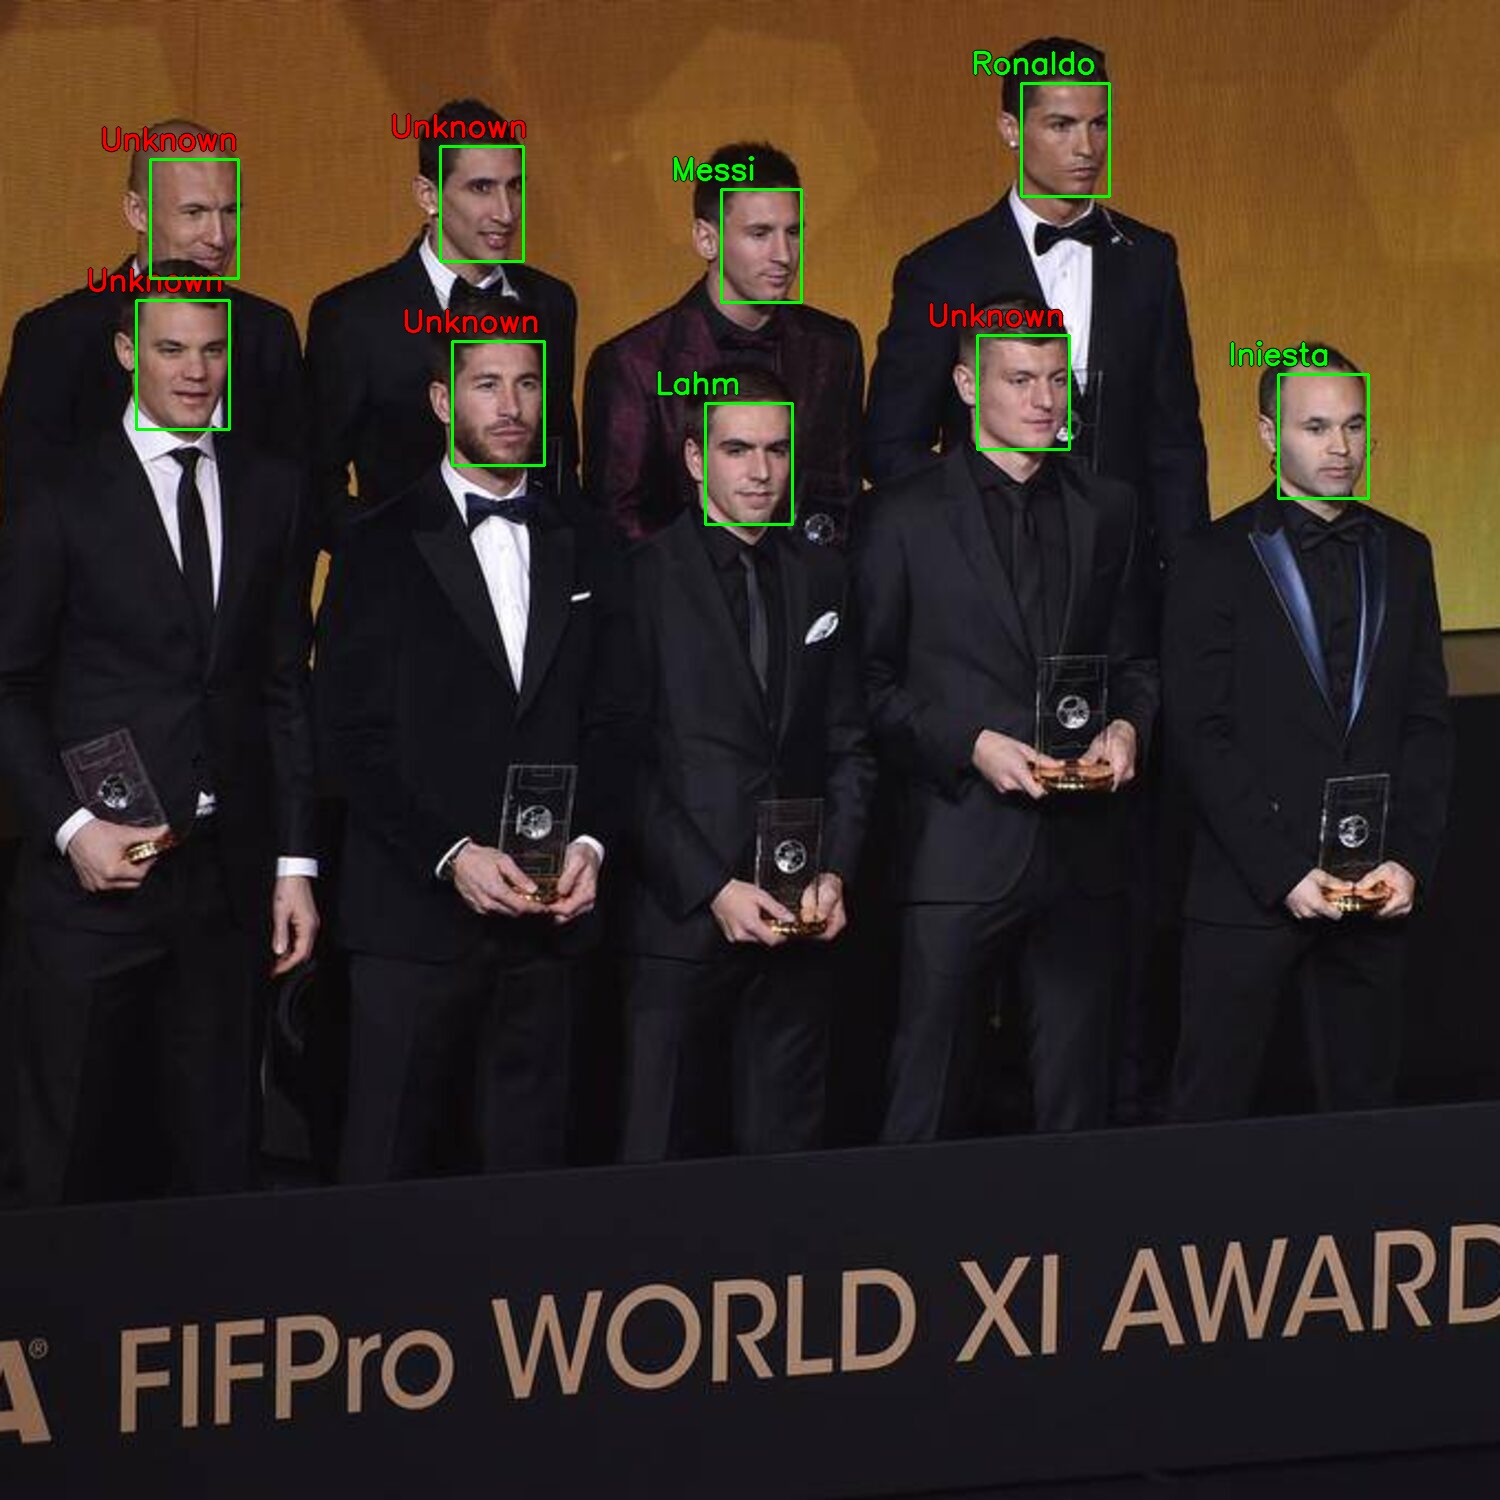 Ronaldo
Unknown
Unknown
Messi
Unknown
Unknown
Unknown
Iniesta
Lahm
A® FIFPro WORLD XI AWARD